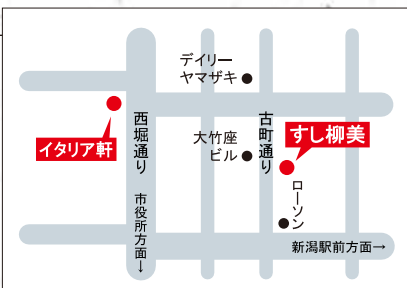 デイリー
ヤマザキ
イタリア軒
西堀通り
市役所方面→
大竹座
ビル
古町通り
すし柳美
ローソン
新潟駅前方面→